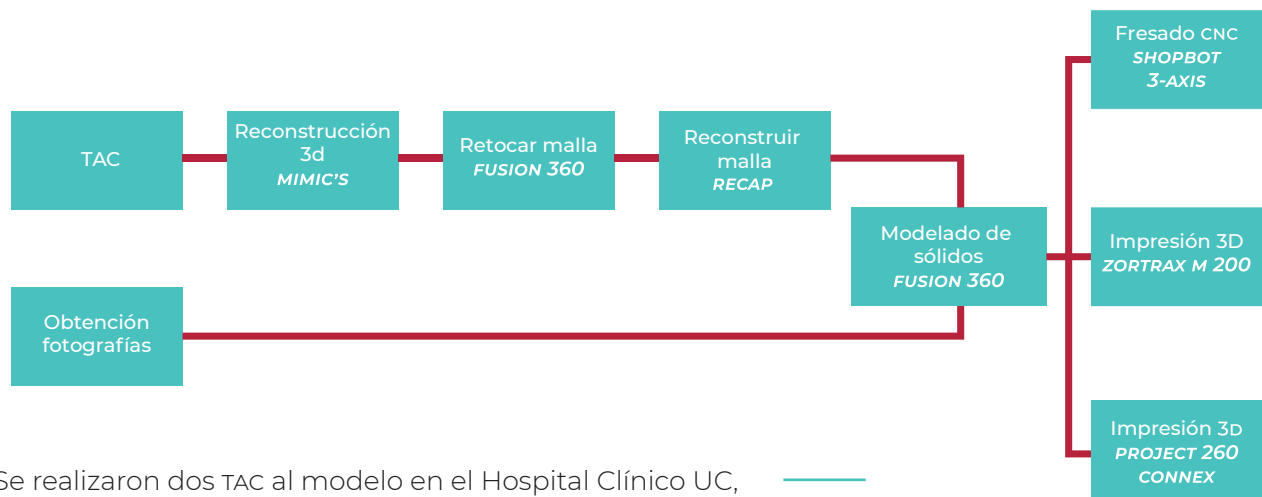 TAC
Reconstrucción
3d
MIMIC'S
Retocar malla
FUSION 360
Reconstruir
malla
RECAP
Obtención
fotografías
Modelado de
sólidos
FUSION 360
Fresado CNC
SHOPBOT
3-AXIS
Impresión 3D
ZORTRAX M 200
Impresión 3D
PROJECT 260
CONNEX
Se realizaron dos TAC al modelo en el Hospital Clínico UC,